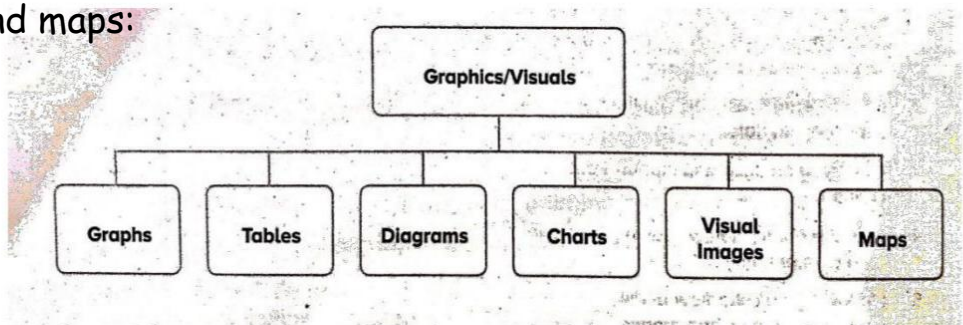 nd maps:
Graphics/Visuals
Graphs
Tables
Diagrams
Charts
Visual
Images
Maps